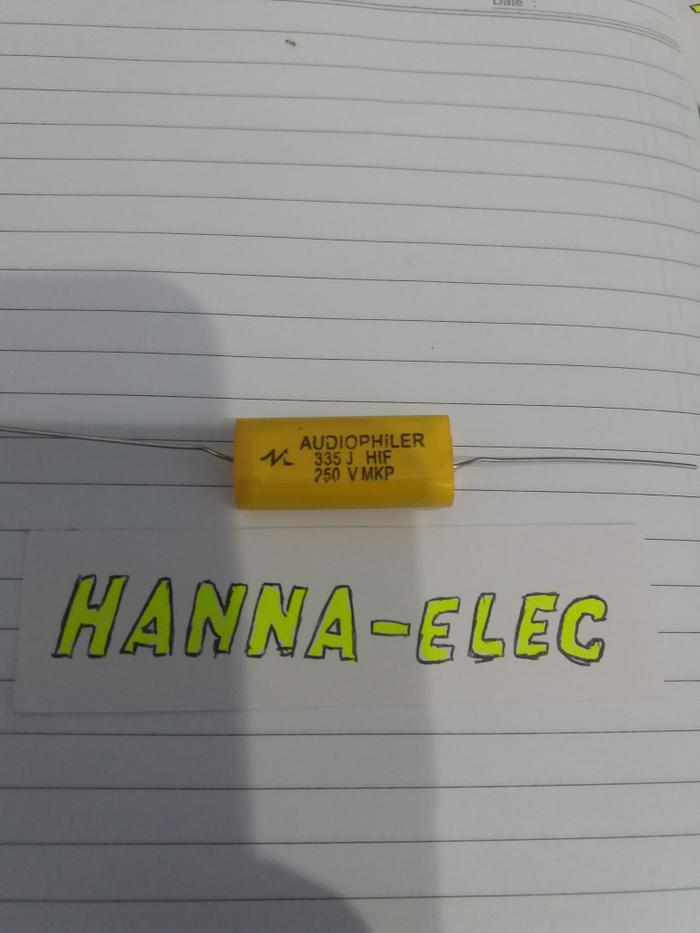 Date :
AUDIOPHiLER
335 J HIF
250 V MKP
HANNA-ELEC